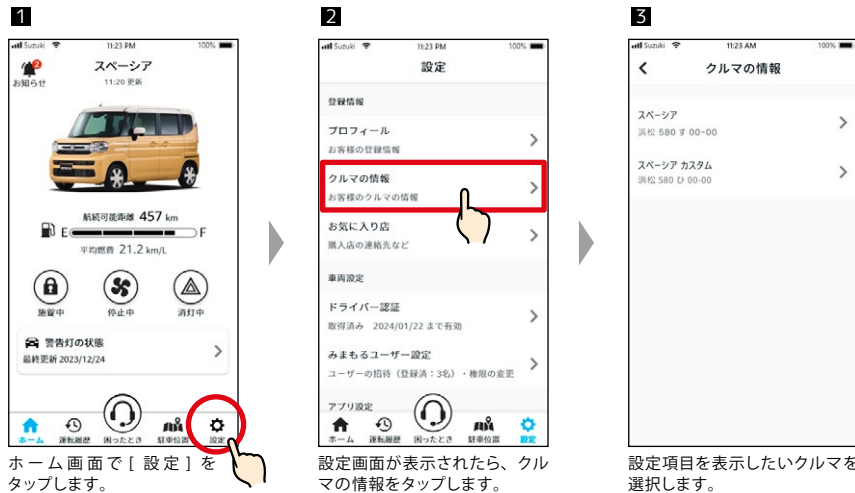 1
Suzuki 11:23 PM 100%
2
お知らせ
スペーシア
11:20 更新
航続可能距離 457 km
E F
平均燃費 21.2 km/L
施錠中 停止中 消灯中
警告灯の状態
最終更新 2023/12/24
ホーム 運転履歴 困ったとき 駐車位置 設定
ホーム画面で[設定]を
タップします。
2
Suzuki 11:23 PM 100%
設定
登録情報
プロフィール
お客様の登録情報
クルマの情報
お客様のクルマの情報
お気に入り店
購入店の連絡先など
車両設定
ドライバー認証
取得済み 2024/01/22 まで有効
みまもるユーザー設定
ユーザーの招待(登録済:3名)・権限の変更
アプリ設定
ホーム 運転履歴 困ったとき 駐車位置 設定
設定画面が表示されたら、クル
マの情報をタップします。
3
Suzuki 11:23 AM 100%
クルマの情報
スペーシア
浜松 580 す 00-00
スペーシア カスタム
浜松 580 ひ 00-00
設定項目を表示したいクルマを
選択します。